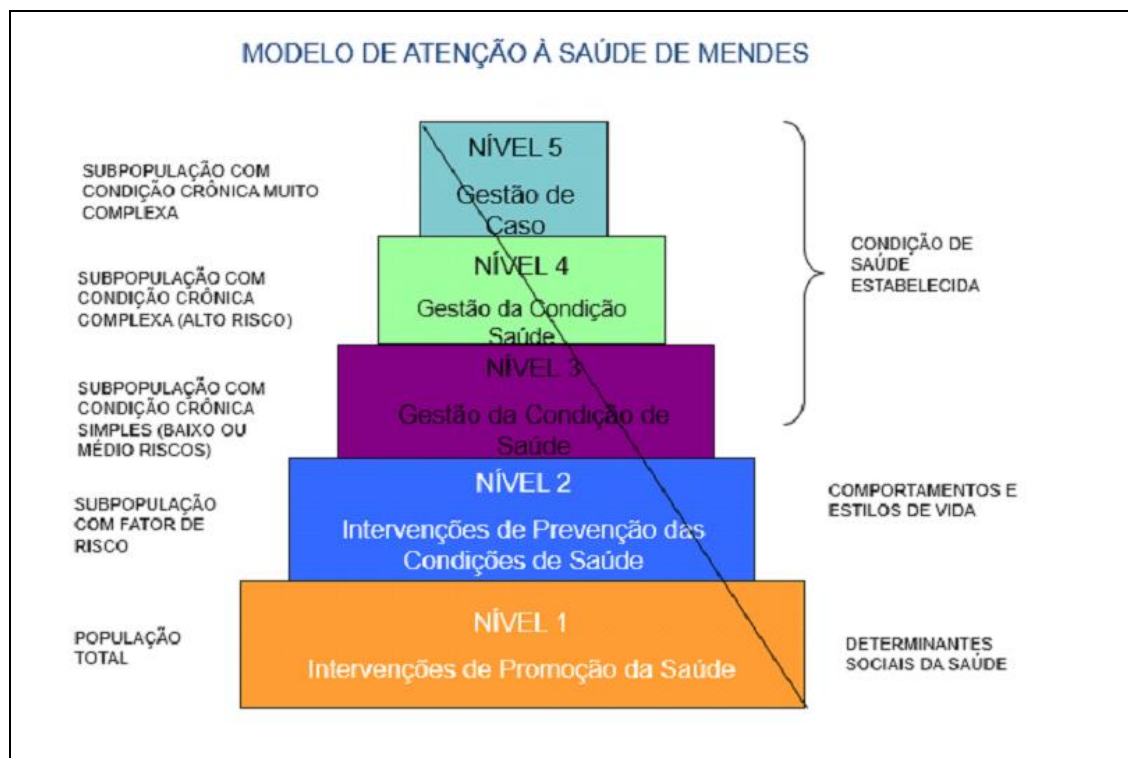 MODELO DE ATENÇÃO À SAÚDE DE MENDES
SUBPOPULAÇÃO COM
CONDIÇÃO CRÔNICA MUITO
COMPLEXA
NÍVEL 5
Gestão de
Caso
SUBPOPULAÇÃO COM
CONDIÇÃO CRÔNICA
COMPLEXA (ALTO RISCO)
NÍVEL 4
Gestão da Condição
Saúde
CONDIÇÃO DE
SAÚDE
ESTABELECIDA
SUBPOPULAÇÃO COM
CONDIÇÃO CRÔNICA
SIMPLES (BAIXO OU
MÉDIO RISCOS)
NÍVEL 3
Gestão da Condição de
Saúde
SUBPOPULAÇÃO
COM FATOR DE
RISCO
NÍVEL 2
Intervenções de Prevenção das
Condições de Saúde
COMPORTAMENTOS E
ESTILOS DE VIDA
POPULAÇÃO
TOTAL
NÍVEL 1
Intervenções de Promoção da Saúde
DETERMINANTES
SOCIAIS DA SAÚDE